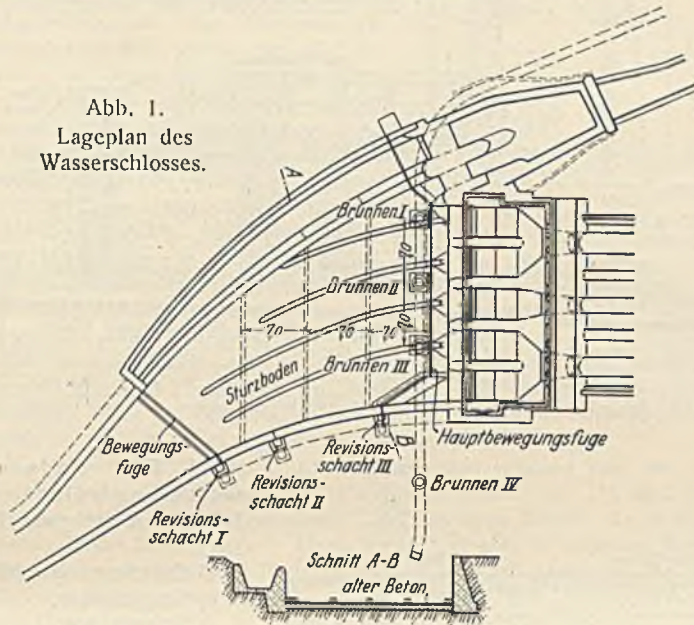 Abb. 1.
Lageplan des
Wasserschlosses.
A
Brunnen I
70
Brunnen II
70
70 70 70
Brunnen III
Sturzboden
B
Hauptbewegungsfuge
Bewegungs-
fuge
Revisions-
schacht III
Revisions-
schacht II
Revisions-
schacht I
Brunnen IV
Schnitt A-B
alter Beton,